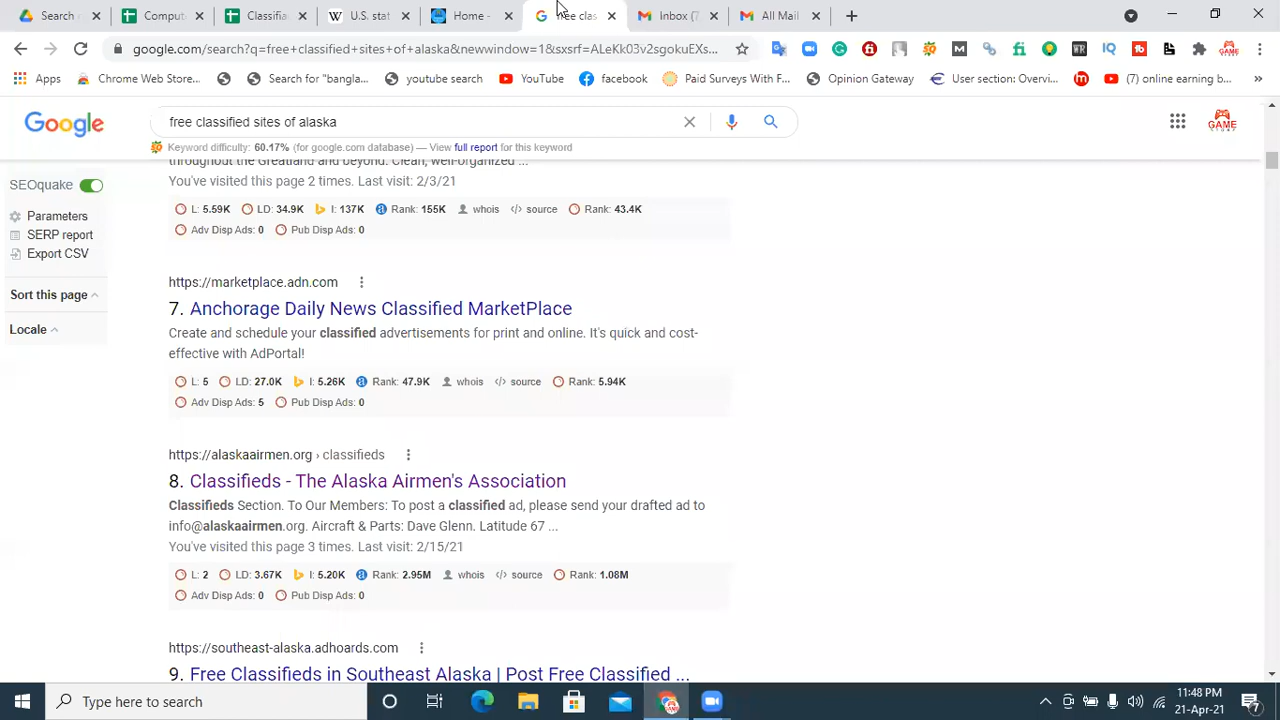 Search
Compute
Classifie
U.S. stat
Home -
free clas
Inbox (7
All Mail
google.com/search?q=free+classified+sites+of+alaska&newwindow=1&sxsrf=ALeKk03v2sgokuEXs...
Apps
Chrome Web Store...
Search for "bangla...
youtube.search
YouTube
facebook
Paid Surveys With F...
Opinion Gateway
User section: Overvi...
(7) online earning b...
»
Google
free classified sites of alaska
Keyword difficulty: 60.17% (for google.com database) — View full report for this keyword
throughout the Greatland and beyond. Clean, well-organized ...
SEOquake
You've visited this page 2 times. Last visit: 2/3/21
Parameters
L: 5.59K LD: 34.9K I: 137K Rank: 155K whois source Rank: 43.4K
SERP report
Adv Disp Ads: 0 Pub Disp Ads: 0
Export CSV
Sort this page
Locale
https://marketplace.adn.com
7. Anchorage Daily News Classified MarketPlace
Create and schedule your classified advertisements for print and online. It's quick and cost-
effective with AdPortal!
L: 5 LD: 27.0K I: 5.26K Rank: 47.9K whois source Rank: 5.94K
Adv Disp Ads: 5 Pub Disp Ads: 0
https://alaskaairmen.org › classifieds
8. Classifieds - The Alaska Airmen's Association
Classifieds Section. To Our Members: To post a classified ad, please send your drafted ad to
info@alaskaairmen.org. Aircraft & Parts: Dave Glenn. Latitude 67 ...
You've visited this page 3 times. Last visit: 2/15/21
L: 2 LD: 3.67K I: 5.20K Rank: 2.95M whois source Rank: 1.08M
Adv Disp Ads: 0 Pub Disp Ads: 0
https://southeast-alaska.adhoards.com
9. Free Classifieds in Southeast Alaska | Post Free Classified ...
Type here to search
11:48 PM
21-Apr-21
7